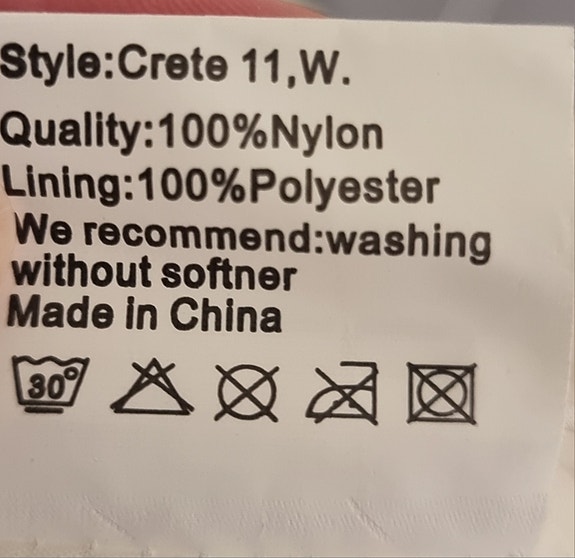 Style:Crete 11,W.
Quality:100%Nylon
Lining:100%Polyester
We recommend:washing
without softner
Made in China
30°